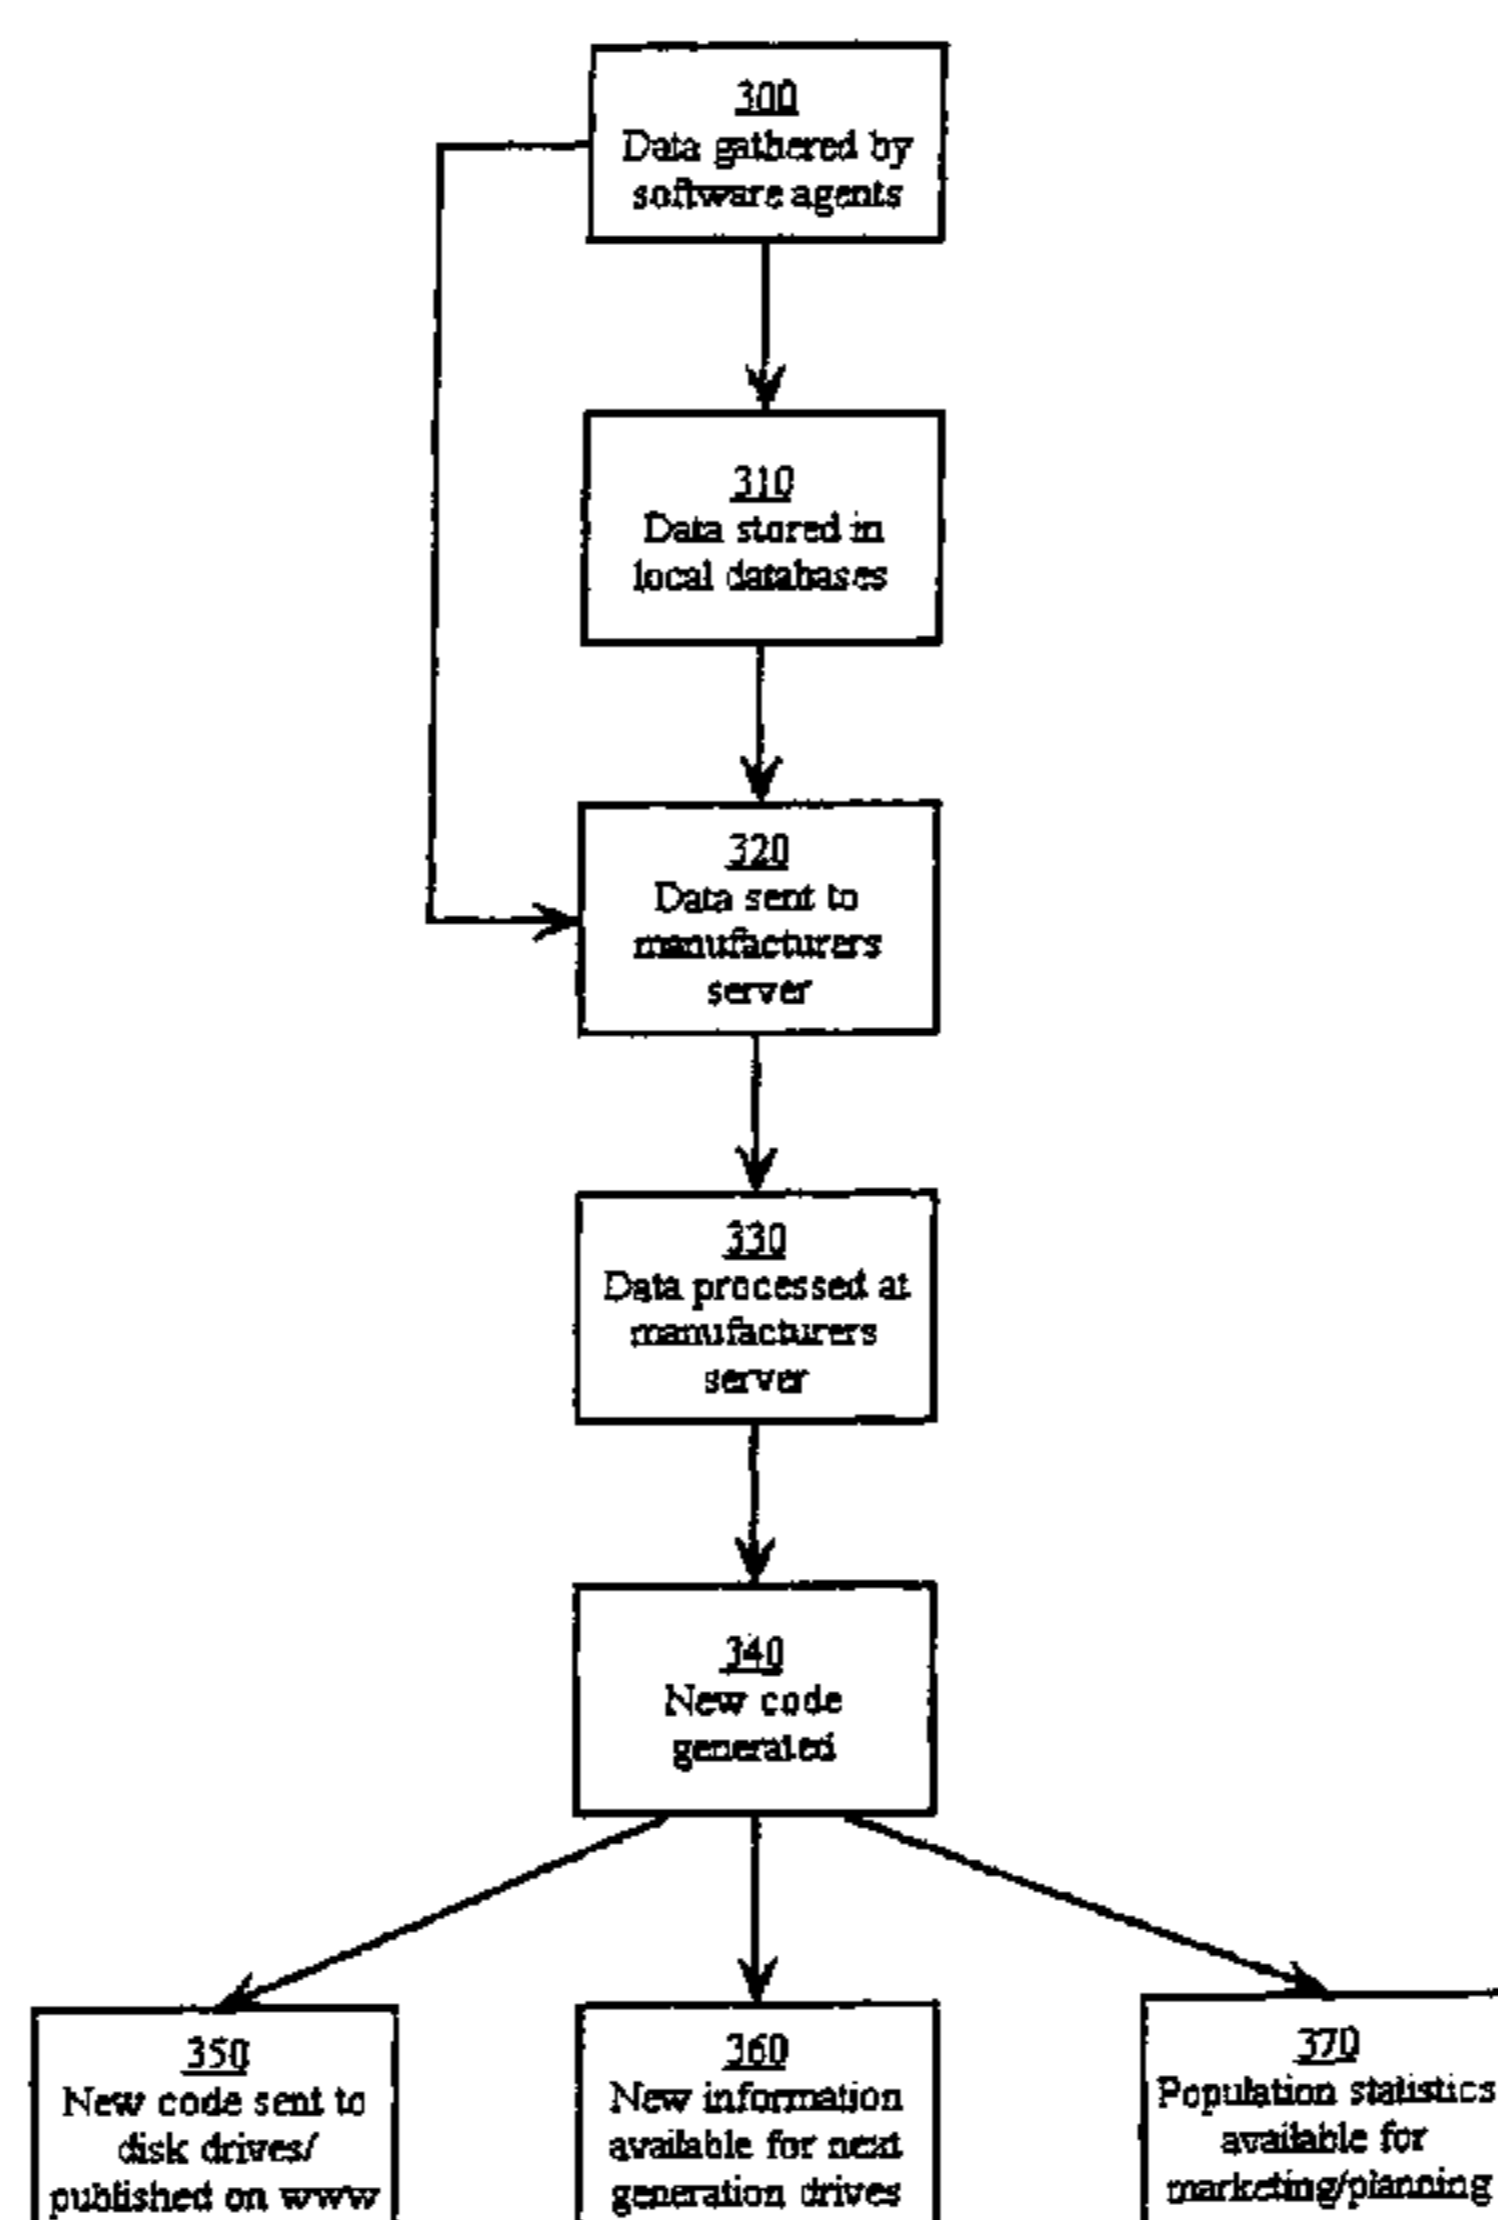 300
Data gathered by
software agents
310
Data stored in
local databases
320
Data sent to
manufacturers
server
330
Data processed at
manufacturers
server
340
New code
generated
350
New code sent to
disk drives/
published on www
360
New information
available for next
generation drives
370
Population statistics
available for
marketing/planning